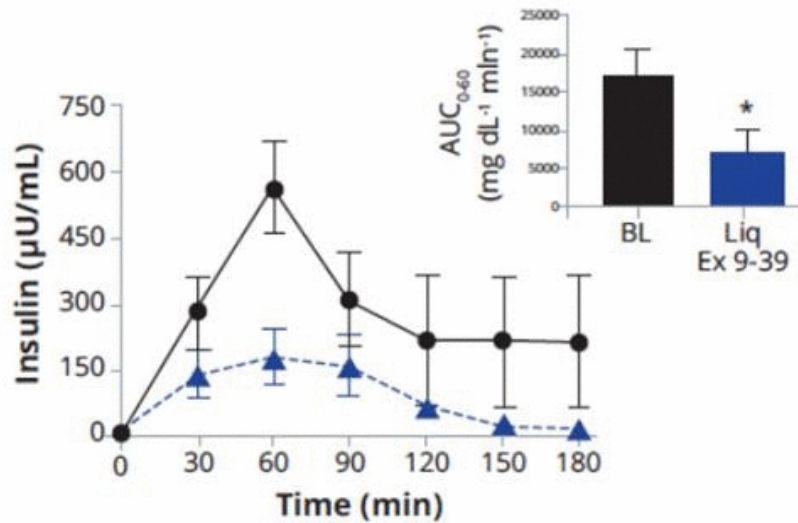 25000
20000
15000
10000
5000
0
AUC0-60
(mg dL-1 mln-1)
*
BL
Liq
Ex 9-39
750
600
450
300
150
0
Insulin (µU/mL)
0 30 60 90 120 150 180
Time (min)